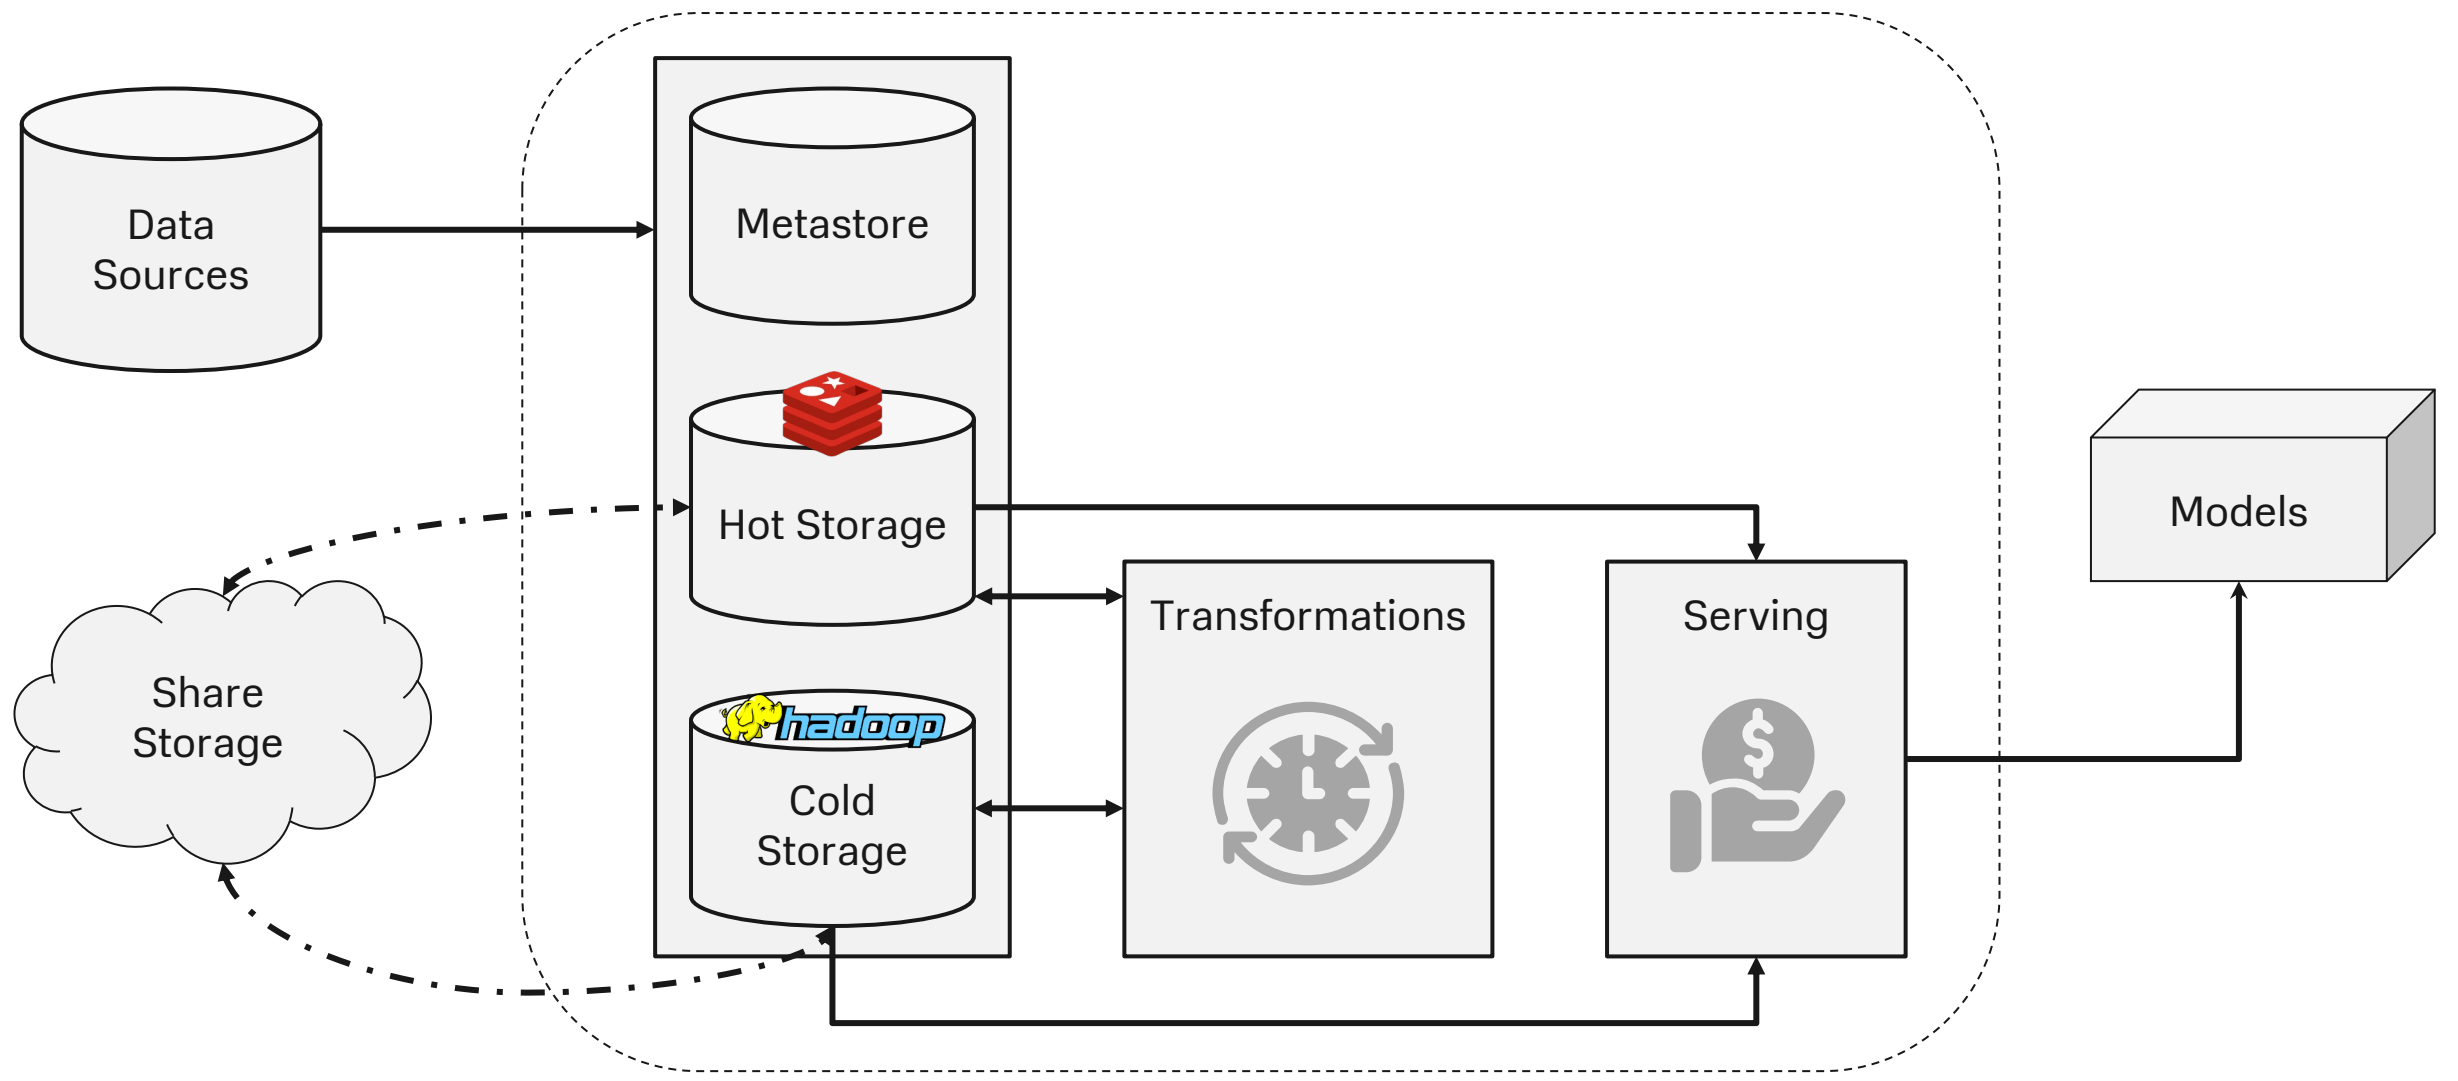 Data
Sources
Metastore
Hot Storage
Transformations
Serving
Models
Share
Storage
hadoop
Cold
Storage
$